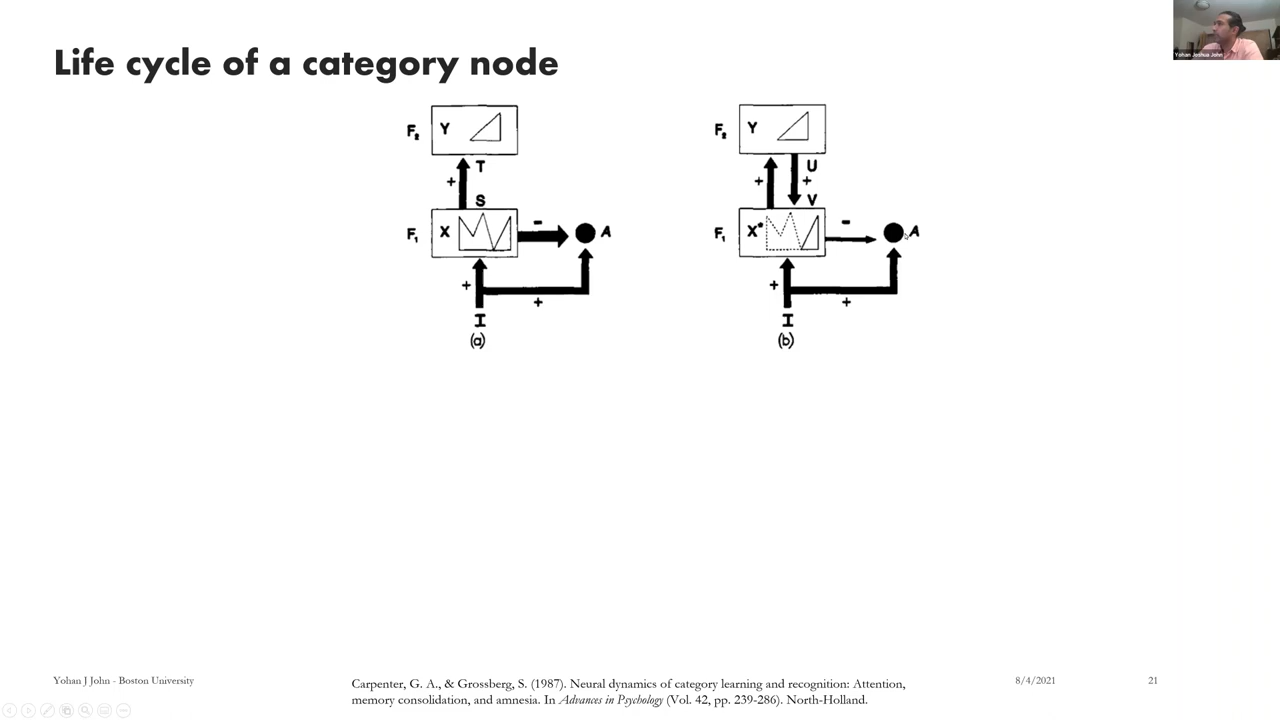 Yohan Joshua John
Life cycle of a category node
F₂ Y
T
+
S
F₁ X
-
A
+
+
I
(a)
F₂ Y
U
+ +
V
F₁ X*
-
A
+
+
I
(b)
Yohan J John - Boston University
Carpenter, G. A., & Grossberg, S. (1987). Neural dynamics of category learning and recognition: Attention,
memory consolidation, and amnesia. In Advances in Psychology (Vol. 42, pp. 239-286). North-Holland.
8/4/2021
21